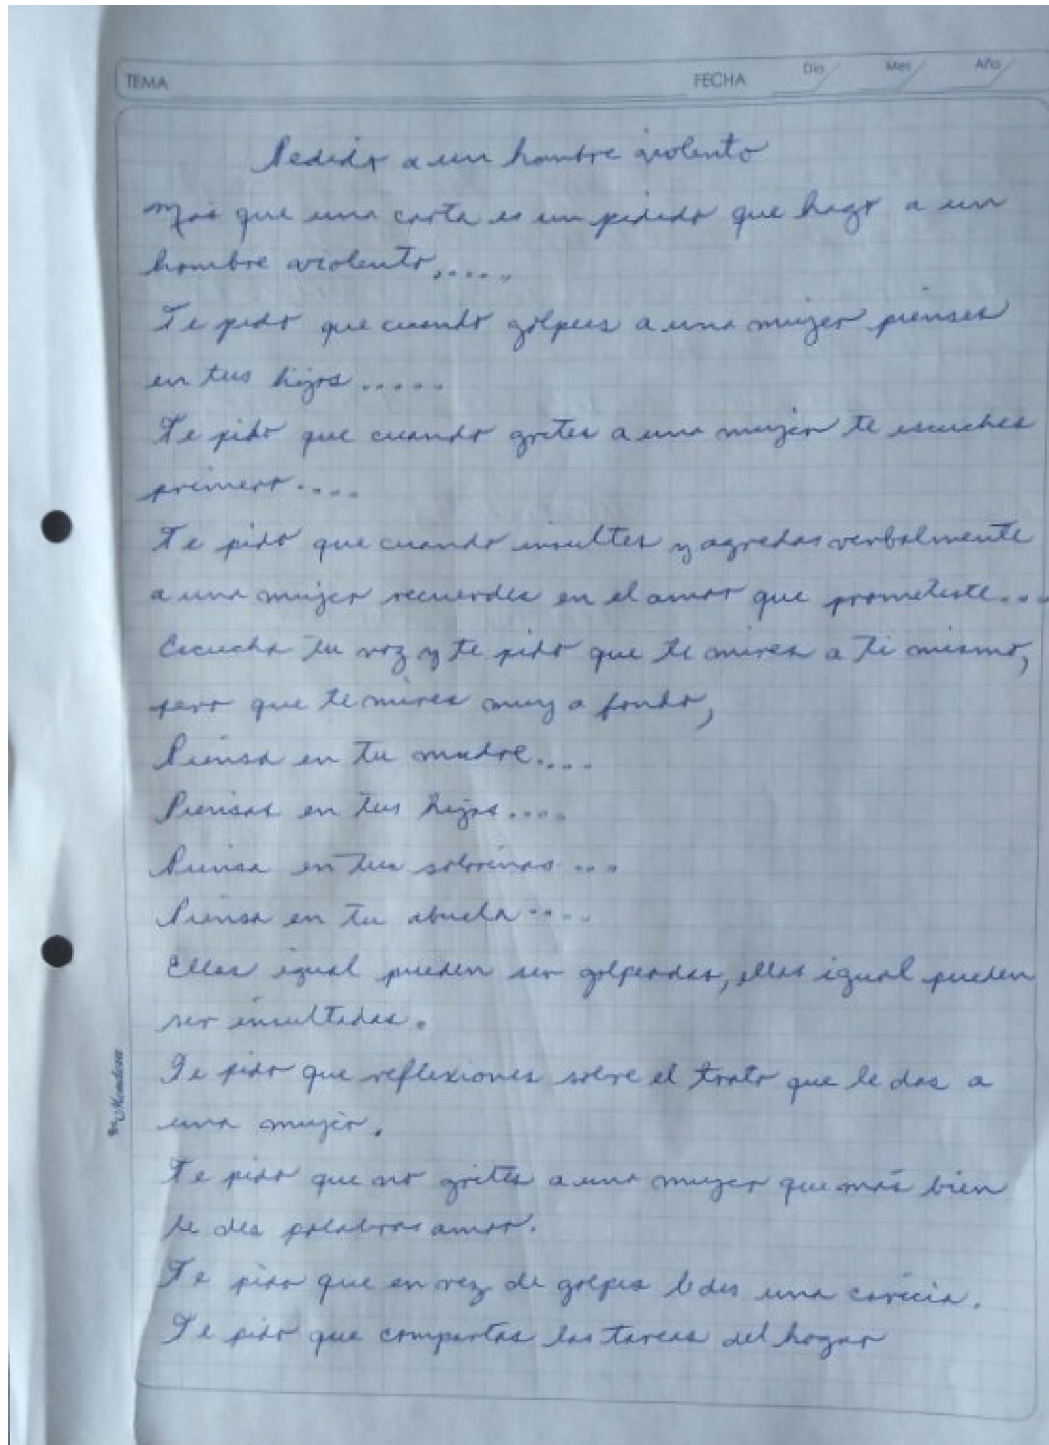 TEMA FECHA Día Mes Año
Pedido a un hombre violento
Más que una carta es un pedido que hago a un
hombre violento.....
Te pido que cuando golpees a una mujer pienses
en tus hijos.....
Te pido que cuando grites a una mujer te escuches
primero....
Te pido que cuando insultes y agredas verbalmente
a una mujer recuerdes en el amor que prometiste...
Escucha tu voz y te pido que te mires a ti mismo,
pero que te mires muy a fondo,
Piensa en tu madre....
Piensas en tus hijas....
Piensa en tus sobrinas...
Piensa en tu abuela....
Ellas igual pueden ser golpeadas, ellas igual pueden
ser insultadas.
Te pido que reflexiones sobre el trato que le das a
una mujer.
Te pido que no grites a una mujer que más bien
le des palabras amor.
Te pido que en vez de golpes le des una caricia.
Te pido que compartas las tareas del hogar